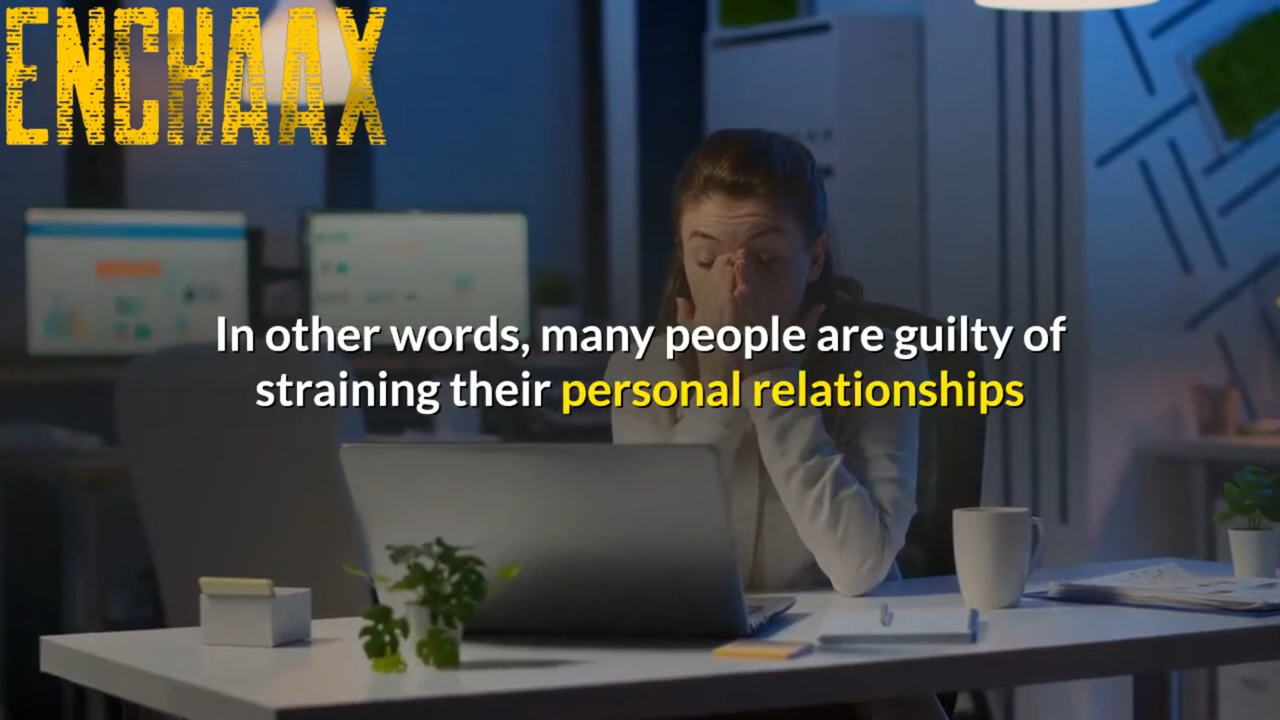 ENCHAAX
In other words, many people are guilty of
straining their personal relationships